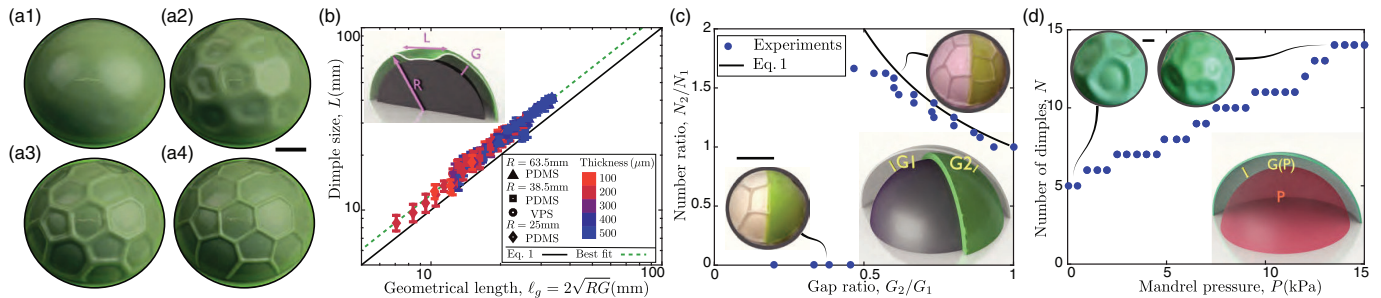 (a1)
(a2)
(a3)
(a4)
(b)
Dimple size, L(mm)
100
10
10
100
Geometrical length, ℓg = 2√RG(mm)
L
G
R
R = 63.5mm
PDMS
R = 38.5mm
PDMS
VPS
R = 25mm
PDMS
Thickness(μm)
100
200
300
400
500
Eq. 1
Best fit
(c)
Number ratio, N2/N1
2
1.5
1
0.5
0
0.5
1
Gap ratio, G2/G1
Experiments
Eq. 1
G1
G2
(d)
Number of dimples, N
15
10
5
0
0
5
10
15
Mandrel pressure, P(kPa)
G(P)
P